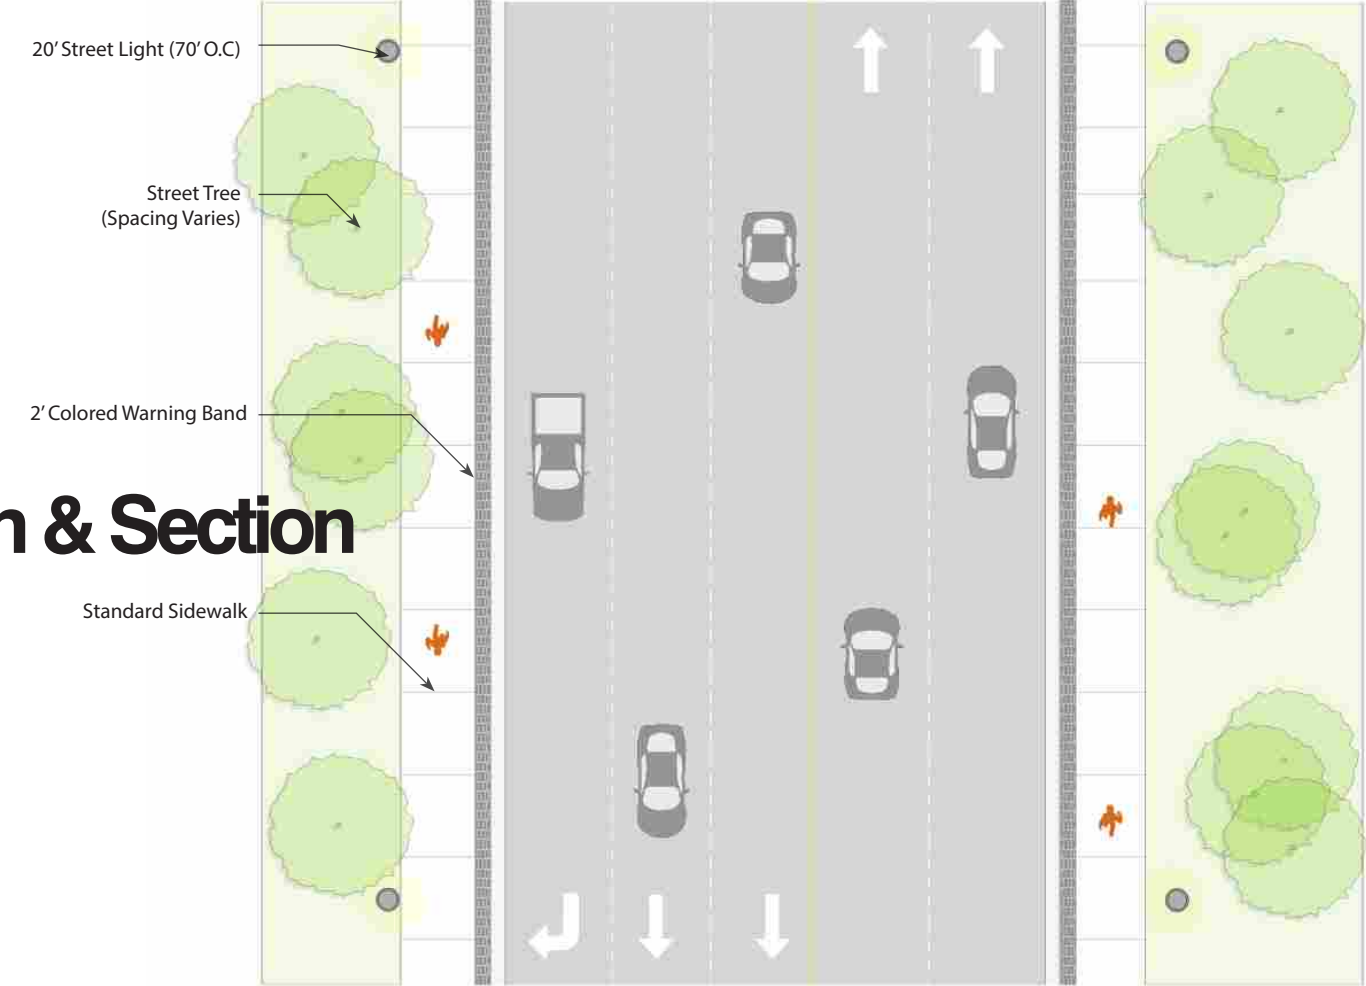 20' Street Light (70' O.C)
Street Tree
(Spacing Varies)
2' Colored Warning Band
& Section
Standard Sidewalk